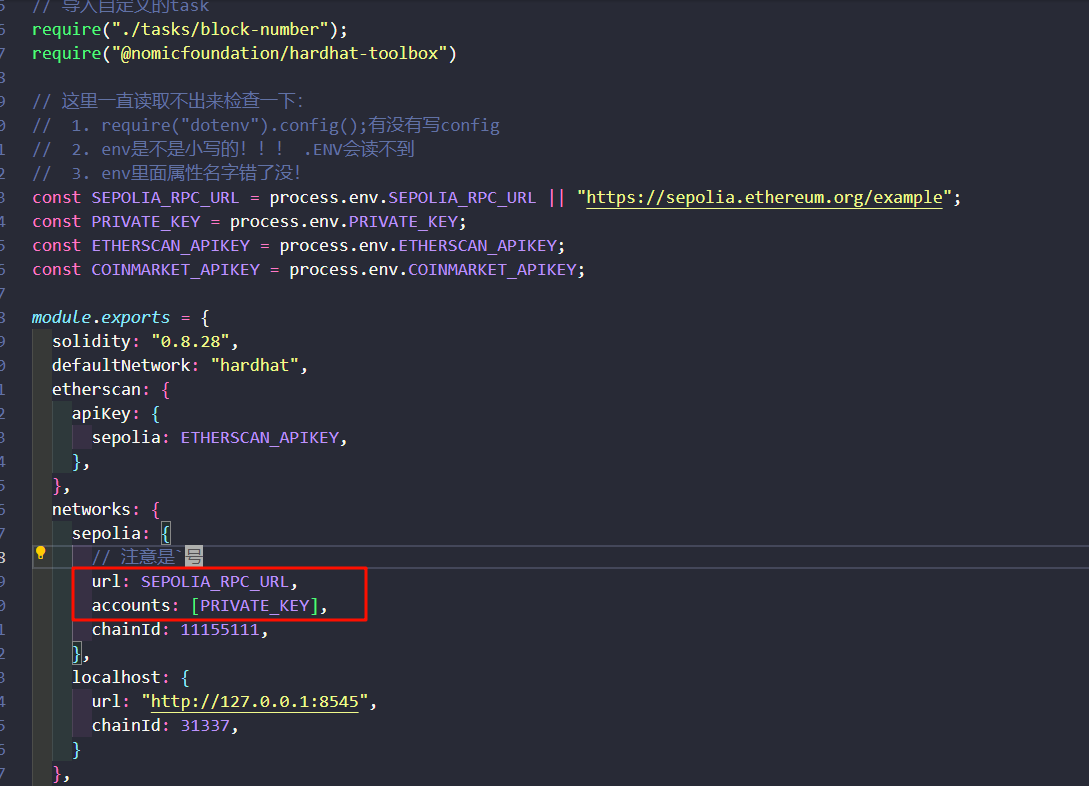 // 导入自定义的task
require("./tasks/block-number");
require("@nomicfoundation/hardhat-toolbox")
// 这里一直读取不出来检查一下:
//  1. require("dotenv").config();有没有写config
//  2. env是不是小写的！！！ .ENV会读不到
//  3. env里面属性名字错了没!
const SEPOLIA_RPC_URL = process.env.SEPOLIA_RPC_URL || "https://sepolia.ethereum.org/example";
const PRIVATE_KEY = process.env.PRIVATE_KEY;
const ETHERSCAN_APIKEY = process.env.ETHERSCAN_APIKEY;
const COINMARKET_APIKEY = process.env.COINMARKET_APIKEY;
module.exports = {
  solidity: "0.8.28",
  defaultNetwork: "hardhat",
  etherscan: {
    apiKey: {
      sepolia: ETHERSCAN_APIKEY,
    },
  },
  networks: {
    sepolia: {
      // 注意是`号
      url: SEPOLIA_RPC_URL,
      accounts: [PRIVATE_KEY],
      chainId: 11155111,
    },
    localhost: {
      url: "http://127.0.0.1:8545",
      chainId: 31337,
    }
  },